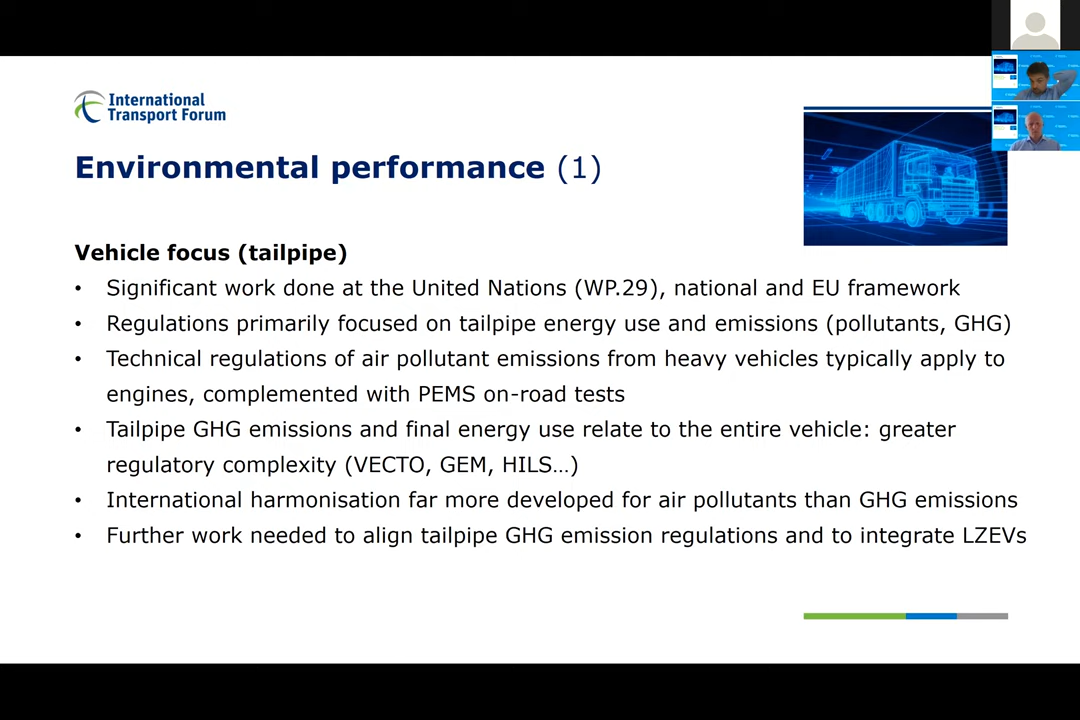 International
Transport Forum
Environmental performance (1)
Vehicle focus (tailpipe)
• Significant work done at the United Nations (WP.29), national and EU framework
• Regulations primarily focused on tailpipe energy use and emissions (pollutants, GHG)
• Technical regulations of air pollutant emissions from heavy vehicles typically apply to
engines, complemented with PEMS on-road tests
• Tailpipe GHG emissions and final energy use relate to the entire vehicle: greater
regulatory complexity (VECTO, GEM, HILS…)
• International harmonisation far more developed for air pollutants than GHG emissions
• Further work needed to align tailpipe GHG emission regulations and to integrate LZEVs